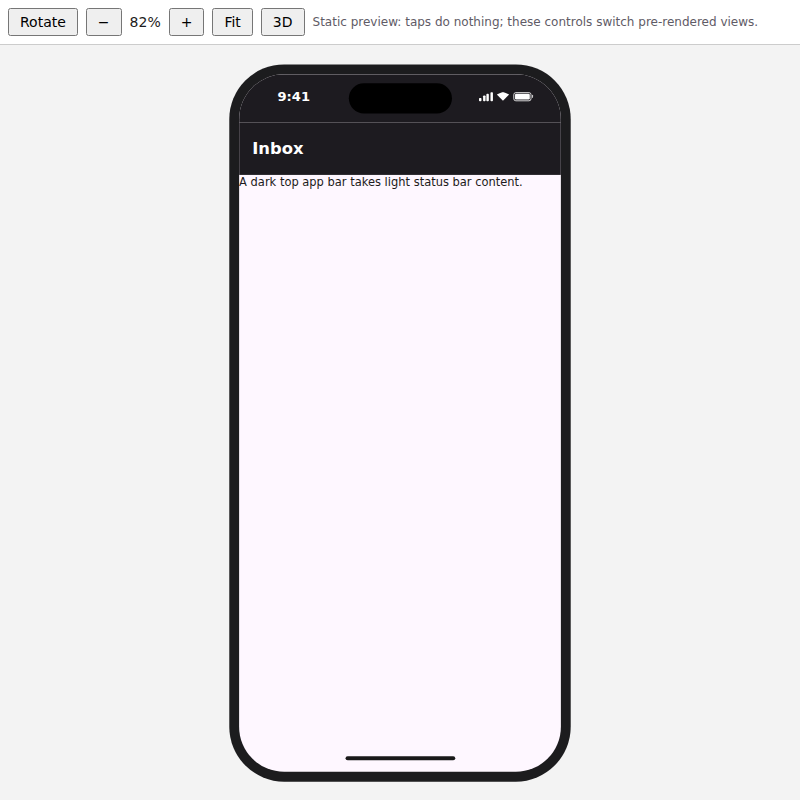 Rotate − 82% + Fit 3D Static preview: taps do nothing; these controls switch pre-rendered views.
9:41
Inbox
A dark top app bar takes light status bar content.